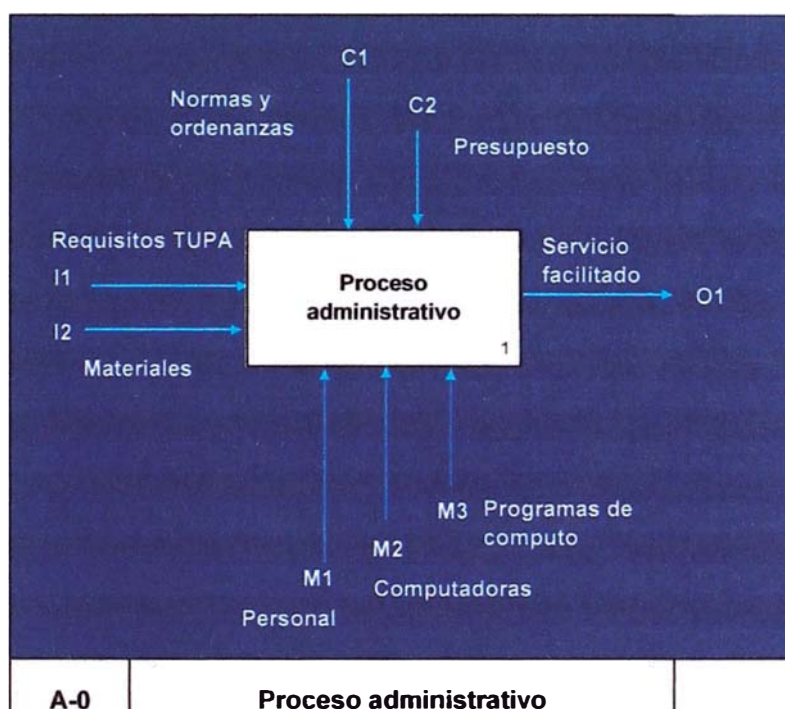 C1
Normas y
ordenanzas
C2
Presupuesto
Requisitos TUPA
I1
I2
Materiales
Proceso
administrativo
1
Servicio
facilitado
O1
M3 Programas de
computo
M2
Computadoras
M1
Personal
A-0 Proceso administrativo